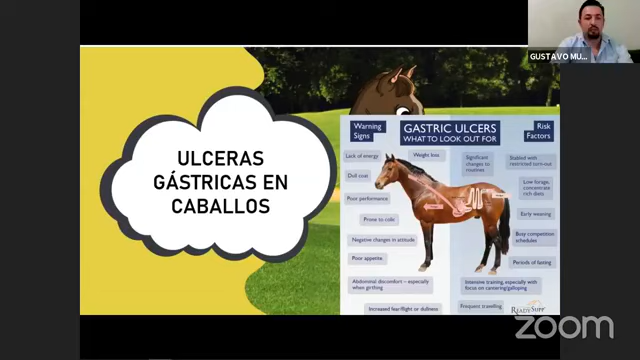 GUSTAVO MU...
ULCERAS
GÁSTRICAS EN
CABALLOS
Warning
Signs
GASTRIC ULCERS
WHAT TO LOOK OUT FOR
Risk
Factors
Lack of energy
Weight loss
Dull coat
Poor performance
Prone to colic
Negative changes in attitude
Poor appetite
Abdominal discomfort – especially
when girthing
Increased fear/flight or dullness
Significant
changes to
routines
Stabled with
restricted turn-out
Low forage,
concentrate
rich diets
Early weaning
Busy competition
schedules
Periods of fasting
Intensive training, especially with
focus on cantering/galloping
Frequent travelling
READYSUPP
zoom